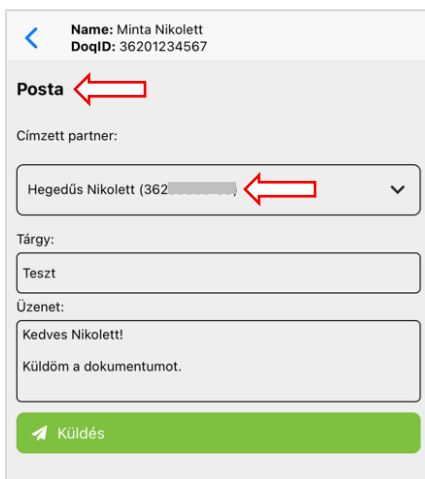 Name: Minta Nikolett
DoqID: 36201234567
Posta
Címzett partner:
Hegedűs Nikolett (362
Tárgy:
Teszt
Üzenet:
Kedves Nikolett!
Küldöm a dokumentumot.
Küldés